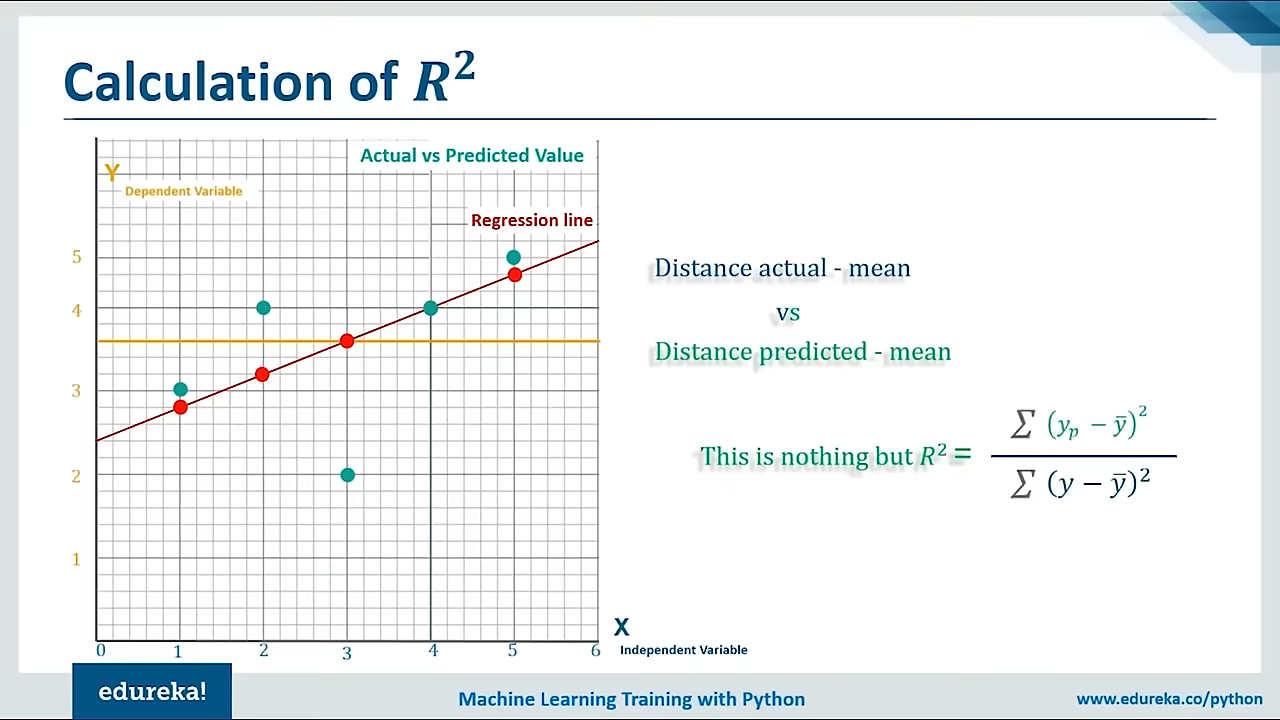 Calculation of R²
Actual vs Predicted Value
Y
Dependent Variable
Regression line
5
4
3
2
1
0 1 2 3 4 5 6
X
Independent Variable
Distance actual - mean
vs
Distance predicted - mean
This is nothing but R² =
∑ (yₚ − ȳ)²
∑ (y − ȳ)²
edureka!
Machine Learning Training with Python
www.edureka.co/python